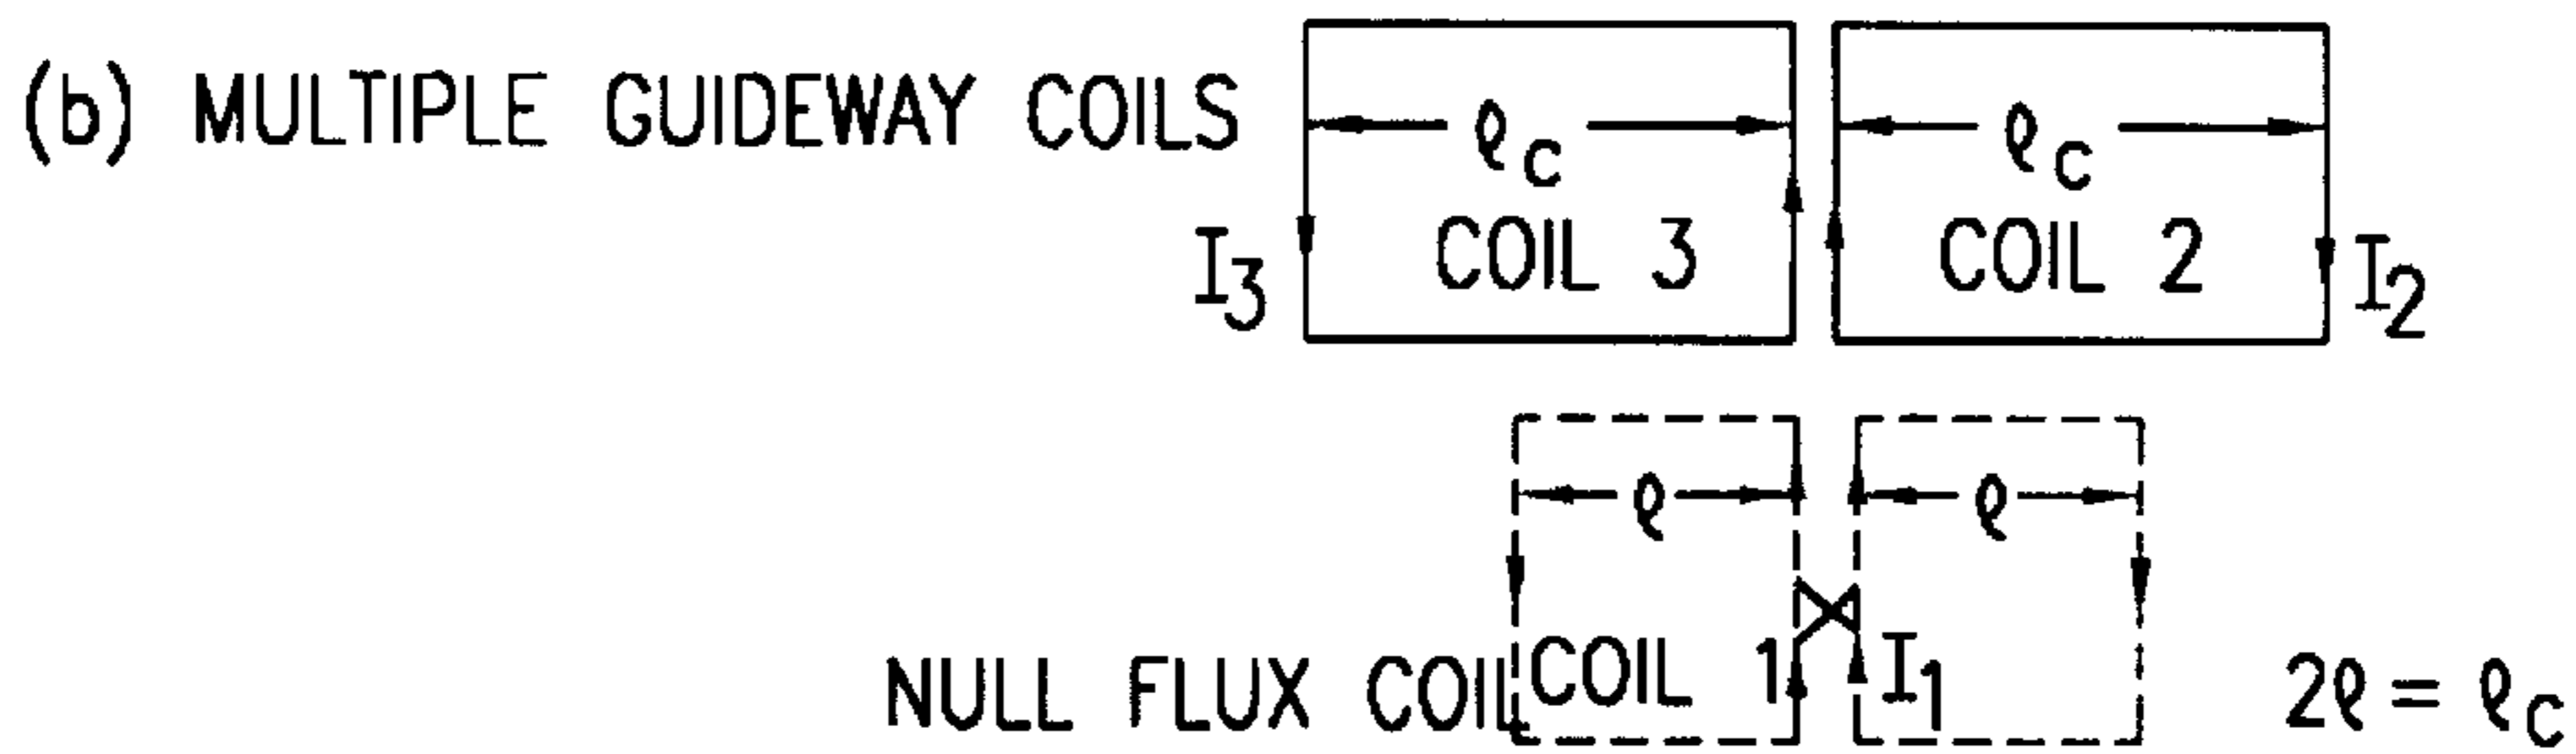 (b) MULTIPLE GUIDEWAY COILS
ℓc ℓc
COIL 3 COIL 2
I3 I2
ℓ ℓ
NULL FLUX COIL COIL 1 I1 2ℓ = ℓc